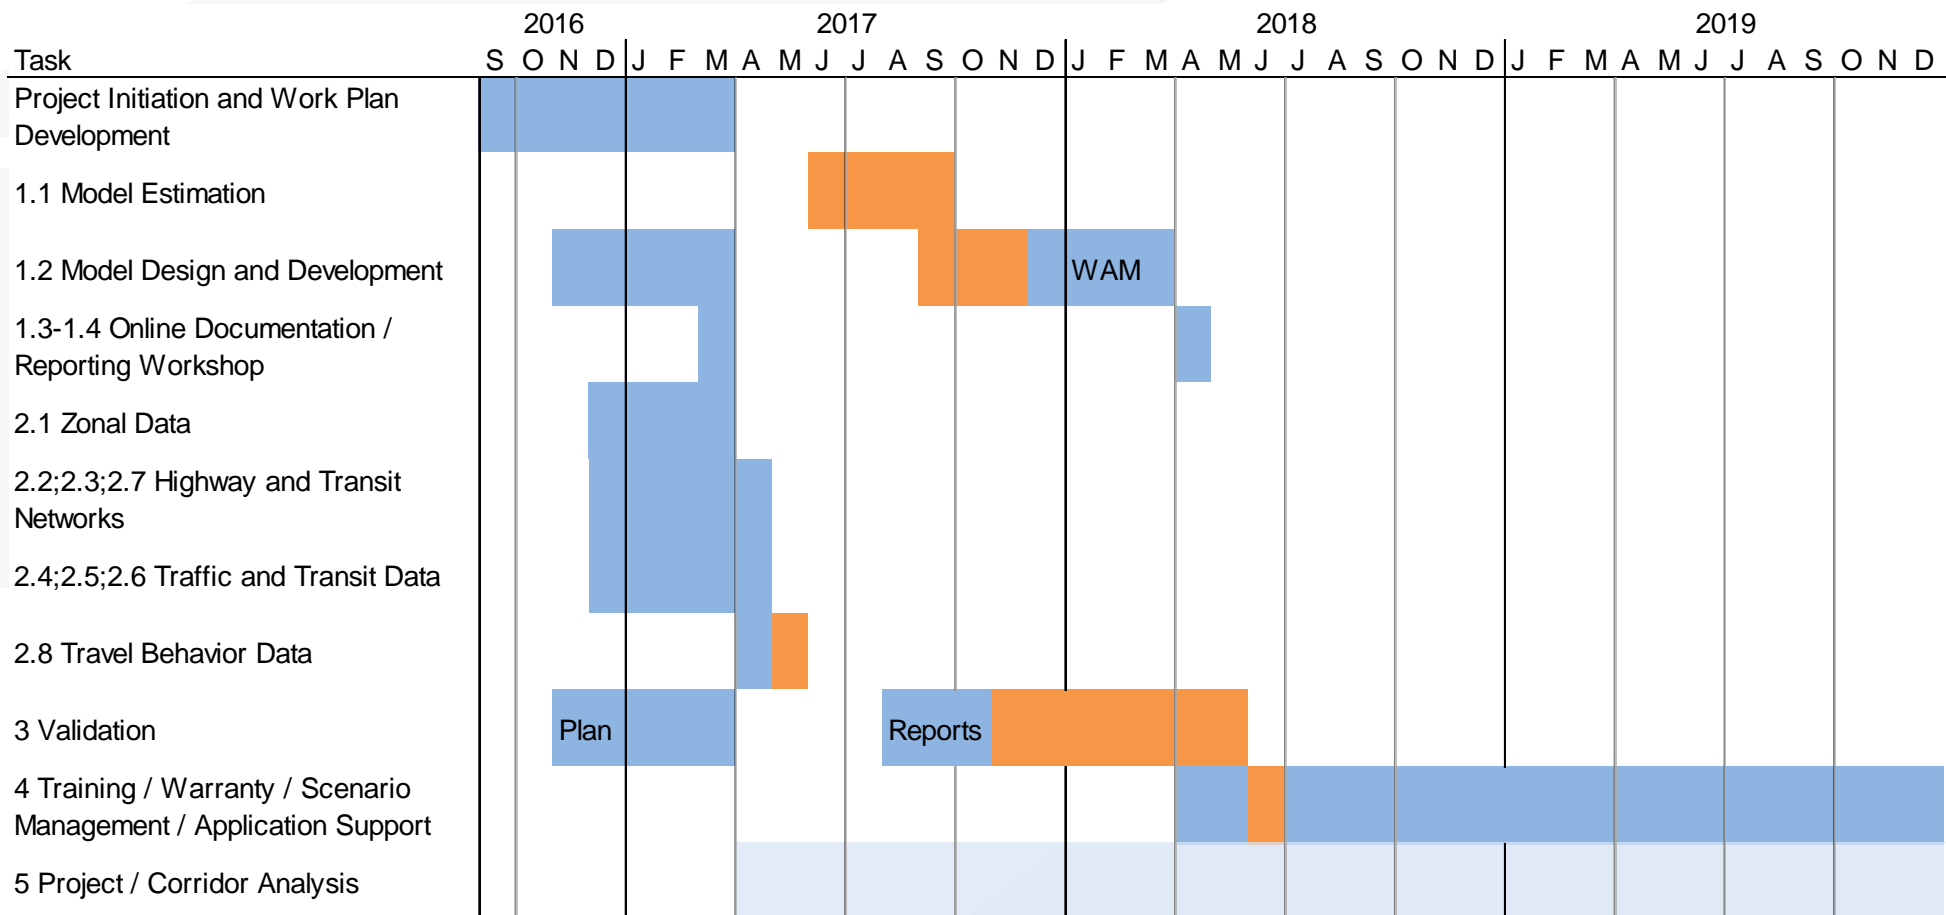 2016 2017 2018 2019
Task S O N D J F M A M J J A S O N D J F M A M J J A S O N D J F M A M J J A S O N D
Project Initiation and Work Plan
Development
1.1 Model Estimation
1.2 Model Design and Development WAM
1.3-1.4 Online Documentation /
Reporting Workshop
2.1 Zonal Data
2.2;2.3;2.7 Highway and Transit
Networks
2.4;2.5;2.6 Traffic and Transit Data
2.8 Travel Behavior Data
3 Validation Plan Reports
4 Training / Warranty / Scenario
Management / Application Support
5 Project / Corridor Analysis